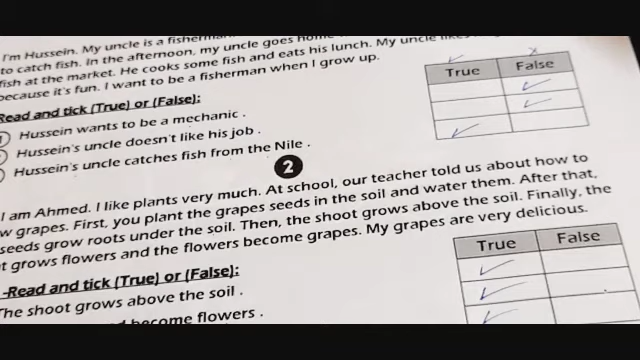 I'm Hussein. My uncle is a fisherman
to catch fish. In the afternoon, my uncle goes home
fish at the market. He cooks some fish and eats his lunch. My uncle likes
because it's fun. I want to be a fisherman when I grow up.
Read and tick (True) or (False):
Hussein wants to be a mechanic.
Hussein's uncle doesn't like his job.
Hussein's uncle catches fish from the Nile.
True False
2
I am Ahmed. I like plants very much. At school, our teacher told us about how to
w grapes. First, you plant the grapes seeds in the soil and water them. After that,
seeds grow roots under the soil. Then, the shoot grows above the soil. Finally, the
t grows flowers and the flowers become grapes. My grapes are very delicious.
-Read and tick (True) or (False):
The shoot grows above the soil.
become flowers.
True False